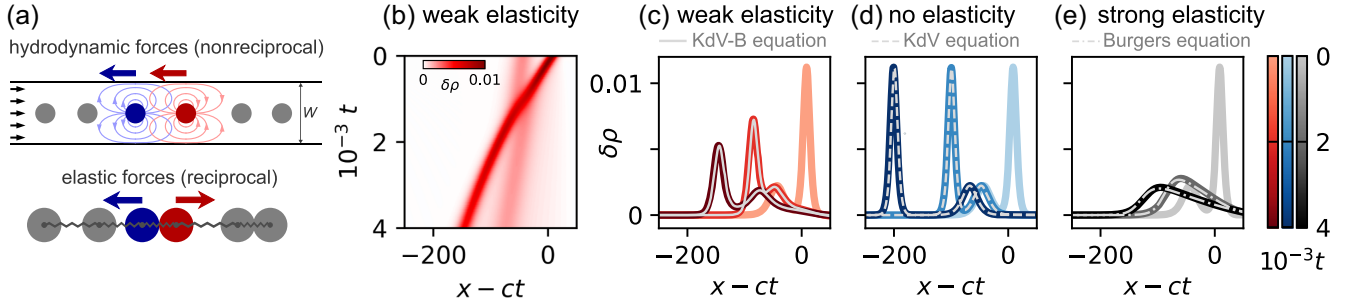 (a)
hydrodynamic forces (nonreciprocal)
W
elastic forces (reciprocal)
(b) weak elasticity
0
2
4
10⁻³ t
0 0.01
δρ
−200 0
x − ct
(c) weak elasticity
KdV-B equation
0.01
0
δρ
−200 0
x − ct
(d) no elasticity
KdV equation
−200 0
x − ct
(e) strong elasticity
Burgers equation
−200 0
x − ct
0
2
4
10⁻³t